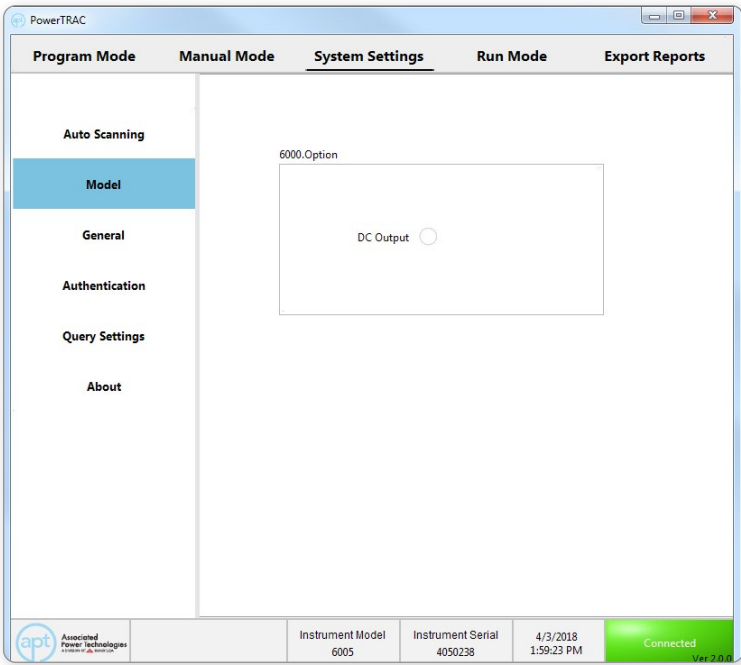 PowerTRAC
Program Mode Manual Mode System Settings Run Mode Export Reports
Auto Scanning
Model
General
Authentication
Query Settings
About
6000.Option
DC Output
apt
Associated
Power Technologies
Instrument Model
6005
Instrument Serial
4050238
4/3/2018
1:59:23 PM
Connected
Ver 2.0.0